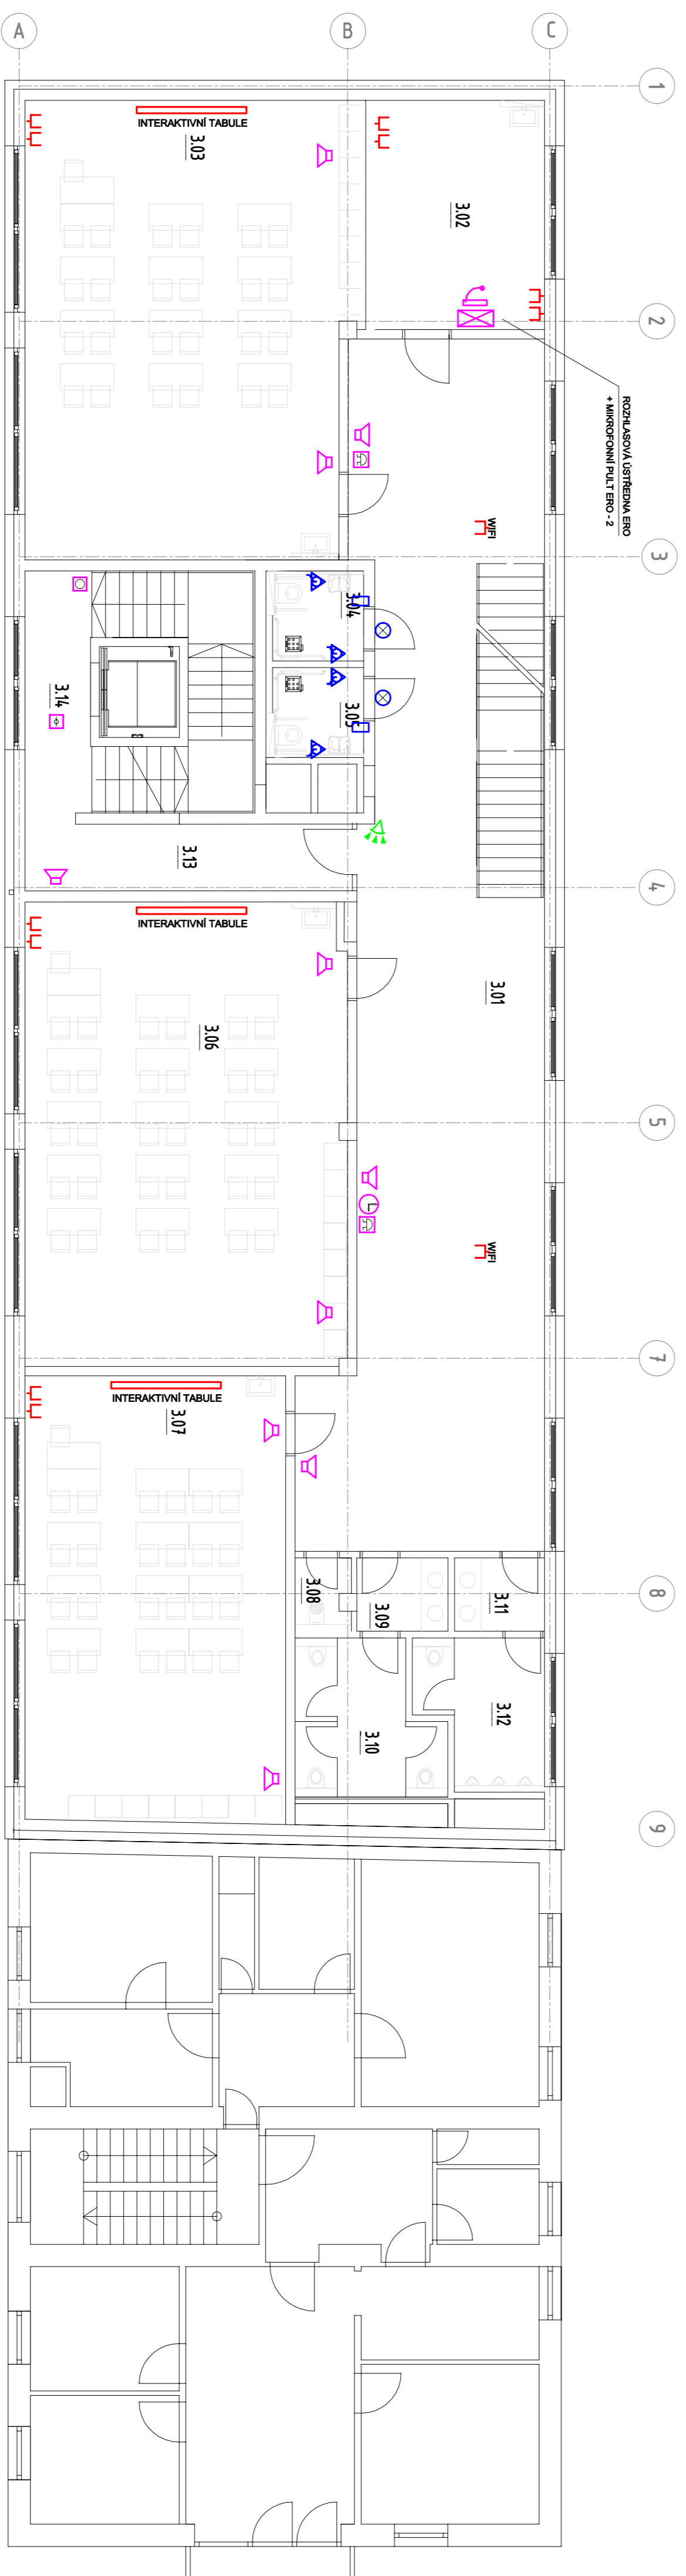 A
B
C
1
2
3
4
5
7
8
9
INTERAKTIVNÍ TABULE
3.03
3.02
ROZHLASOVÁ ÚSTŘEDNA ERO
+ MIKROFONNÍ PULT ERO - 2
WIFI
3.04
3.05
3.14
3.13
INTERAKTIVNÍ TABULE
3.06
3.01
WIFI
INTERAKTIVNÍ TABULE
3.07
3.08
3.09
3.11
3.10
3.12